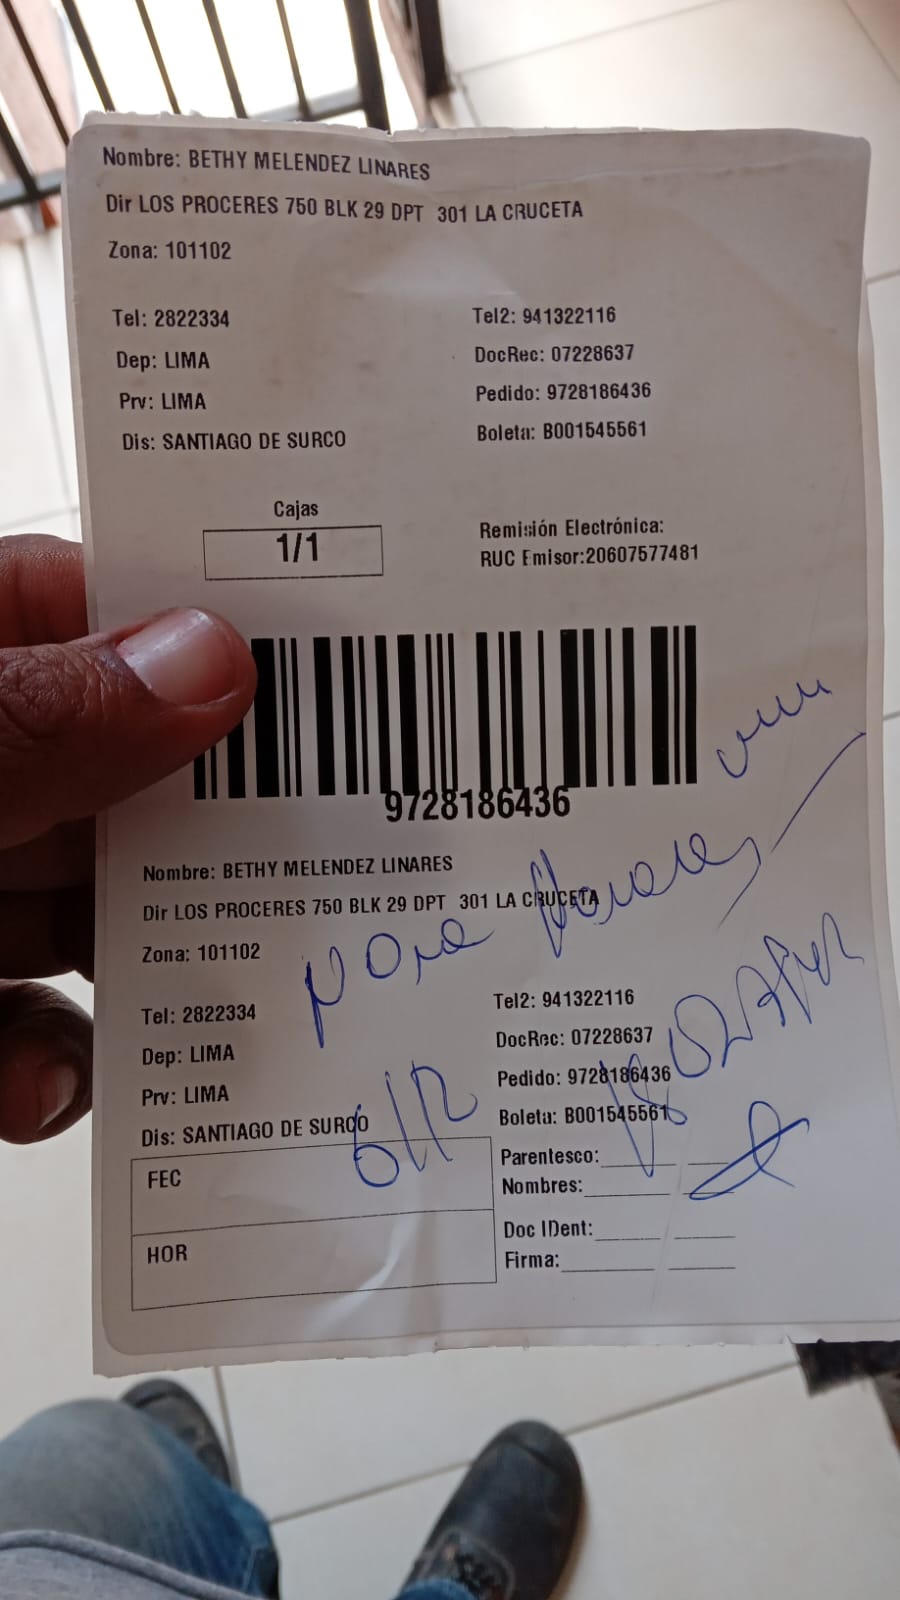 Nombre: BETHY MELENDEZ LINARES
Dir LOS PROCERES 750 BLK 29 DPT 301 LA CRUCETA
Zona: 101102
Tel: 2822334 Tel2: 941322116
Dep: LIMA DocRec: 07228637
Prv: LIMA Pedido: 9728186436
Dis: SANTIAGO DE SURCO Boleta: B001545561
Cajas
1/1
Remisión Electrónica:
RUC Emisor:20607577481
9728186436
Nombre: BETHY MELENDEZ LINARES
Dir LOS PROCERES 750 BLK 29 DPT 301 LA CRUCETA
Zona: 101102
Tel: 2822334 Tel2: 941322116
Dep: LIMA DocRec: 07228637
Prv: LIMA Pedido: 9728186436
Dis: SANTIAGO DE SURCO Boleta: B001545561
FEC
HOR
Parentesco:
Nombres:
Doc IDent:
Firma:
Nora
6/12